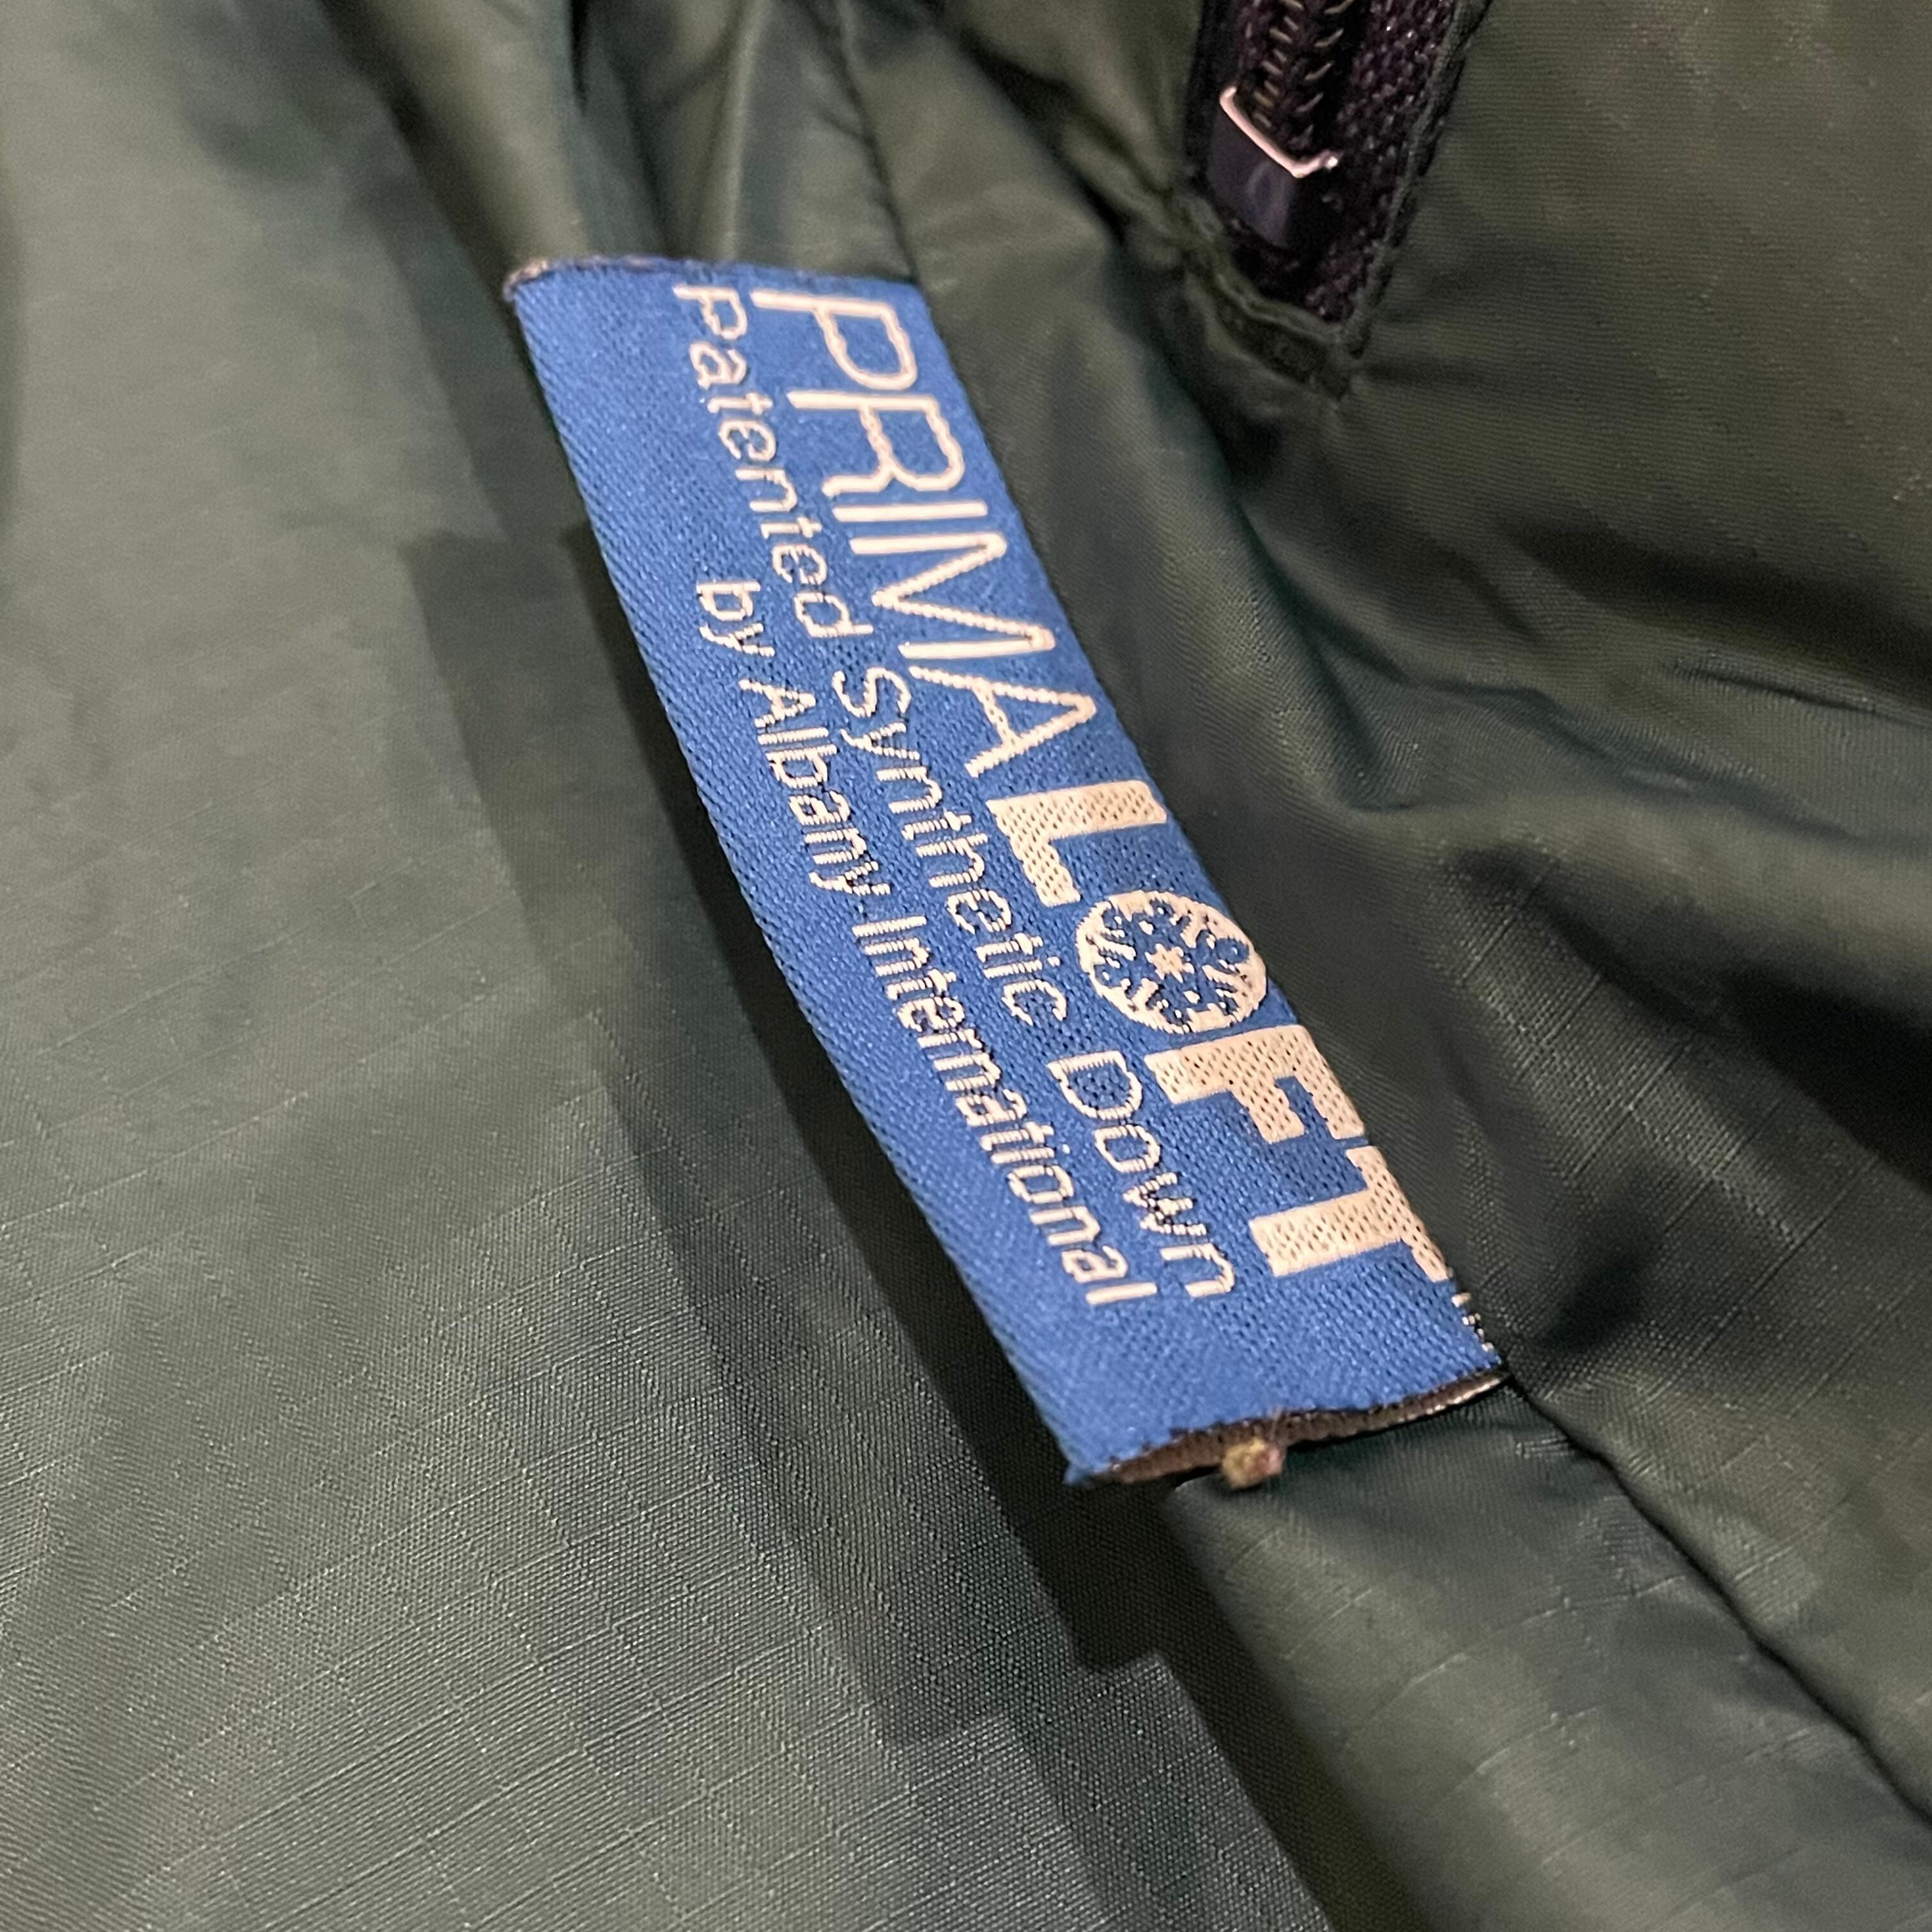 PRIMALOFT
Patented Synthetic Down
by Albany International